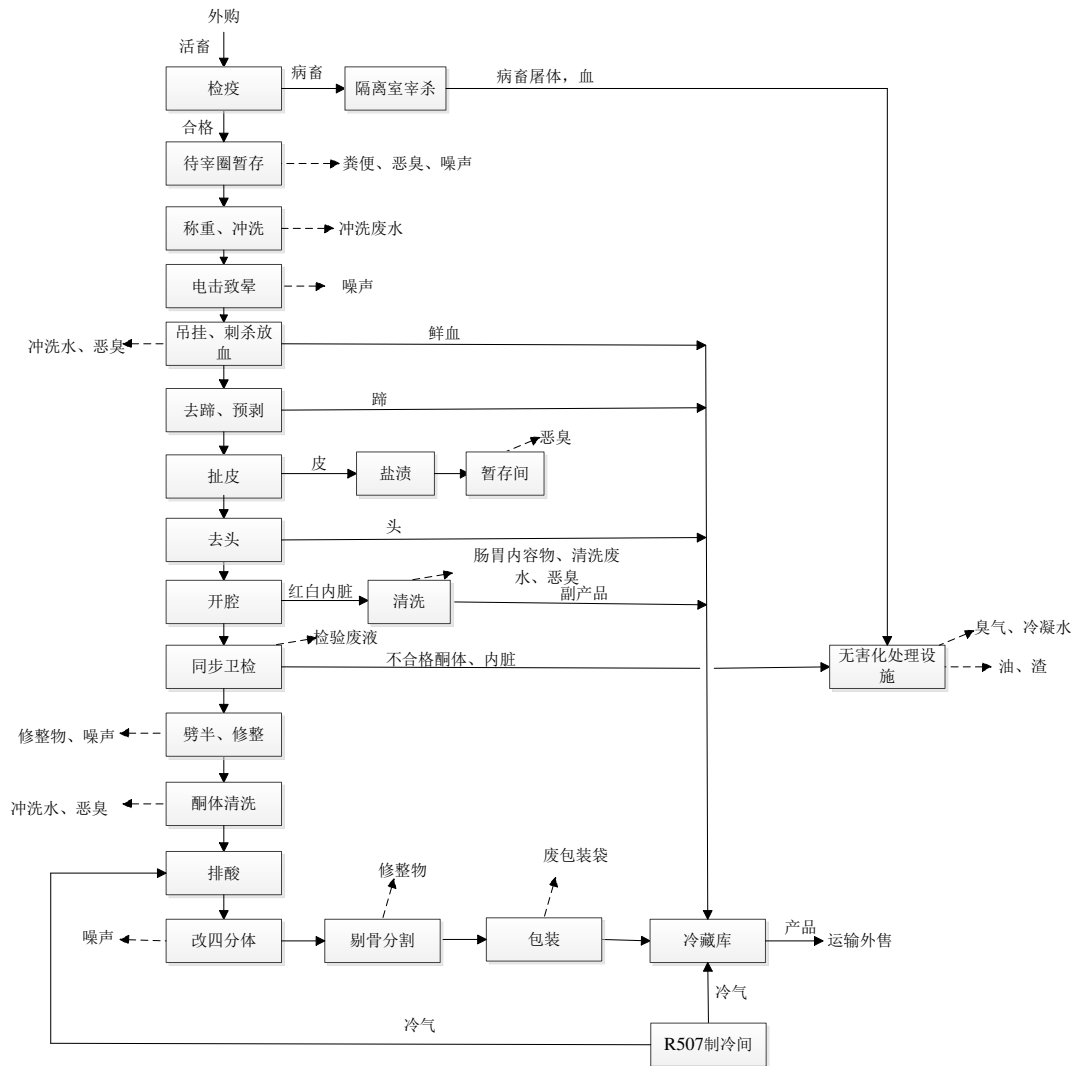 外购
活畜
检疫
病畜
隔离室宰杀
病畜屠体，血
合格
待宰圈暂存
粪便、恶臭、噪声
称重、冲洗
冲洗废水
电击致晕
噪声
冲洗水、恶臭
吊挂、刺杀放
血
鲜血
去蹄、预剥
蹄
扯皮
皮
盐渍
暂存间
恶臭
去头
头
开腔
红白内脏
清洗
肠胃内容物、清洗废
水、恶臭
副产品
同步卫检
检验废液
不合格酮体、内脏
无害化处理设
施
臭气、冷凝水
油、渣
修整物、噪声
劈半、修整
冲洗水、恶臭
酮体清洗
排酸
噪声
改四分体
修整物
剔骨分割
废包装袋
包装
冷藏库
产品
运输外售
冷气
冷气
R507制冷间